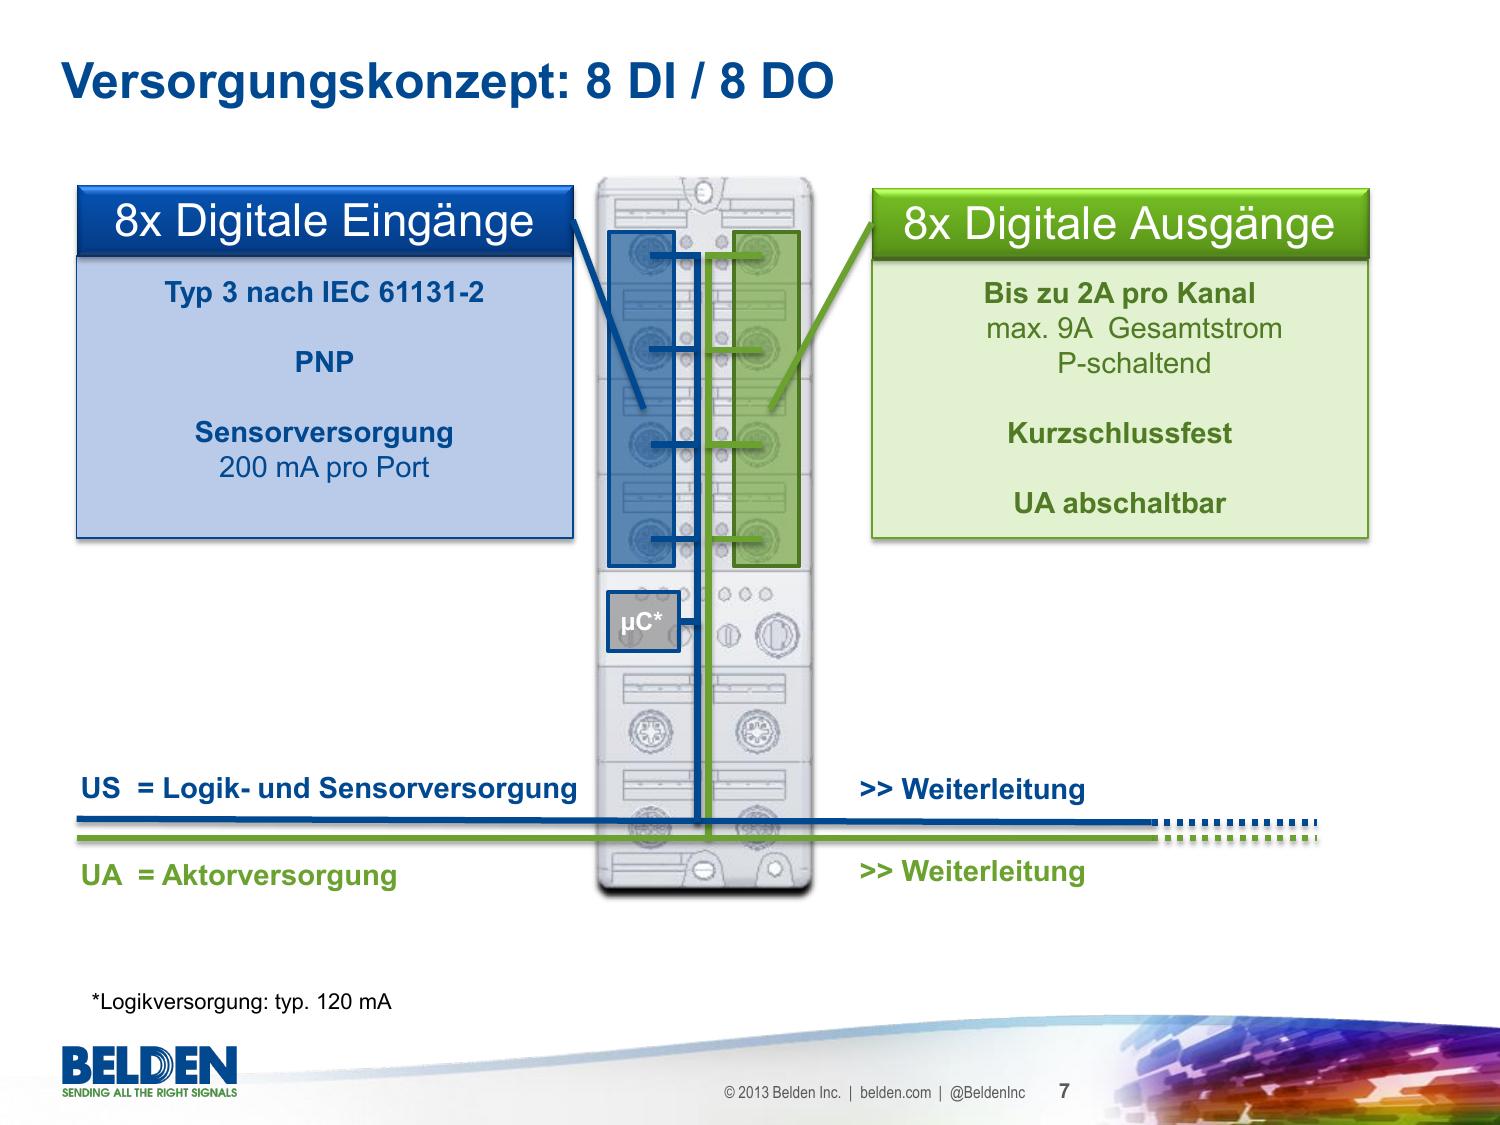 Versorgungskonzept: 8 DI / 8 DO
8x Digitale Eingänge
Typ 3 nach IEC 61131-2
PNP
Sensorversorgung
200 mA pro Port
8x Digitale Ausgänge
Bis zu 2A pro Kanal
max. 9A Gesamtstrom
P-schaltend
Kurzschlussfest
UA abschaltbar
µC*
US = Logik- und Sensorversorgung
>> Weiterleitung
UA = Aktorversorgung
>> Weiterleitung
*Logikversorgung: typ. 120 mA
BELDEN
SENDING ALL THE RIGHT SIGNALS
© 2013 Belden Inc. | belden.com | @BeldenInc 7